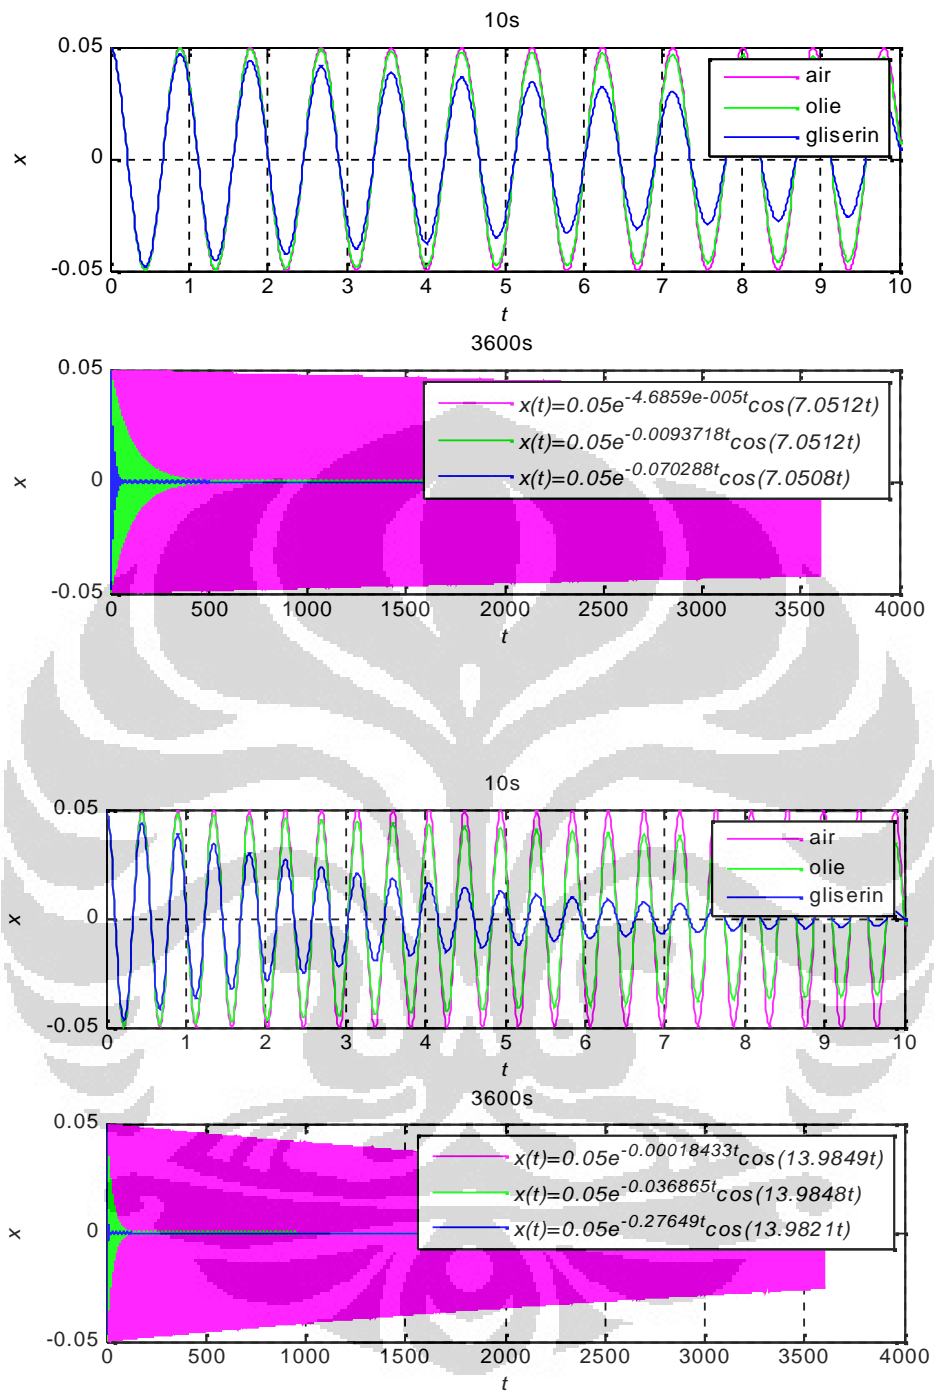 10s
0.05
0
-0.05
x
air
olie
gliserin
0 1 2 3 4 5 6 7 8 9 10
t
3600s
0.05
0
-0.05
x
x(t)=0.05e^-4.6859e-005t cos(7.0512t)
x(t)=0.05e^-0.0093718t cos(7.0512t)
x(t)=0.05e^-0.070288t cos(7.0508t)
0 500 1000 1500 2000 2500 3000 3500 4000
t
10s
0.05
0
-0.05
x
air
olie
gliserin
0 1 2 3 4 5 6 7 8 9 10
t
3600s
0.05
0
-0.05
x
x(t)=0.05e^-0.00018433t cos(13.9849t)
x(t)=0.05e^-0.036865t cos(13.9848t)
x(t)=0.05e^-0.27649t cos(13.9821t)
0 500 1000 1500 2000 2500 3000 3500 4000
t